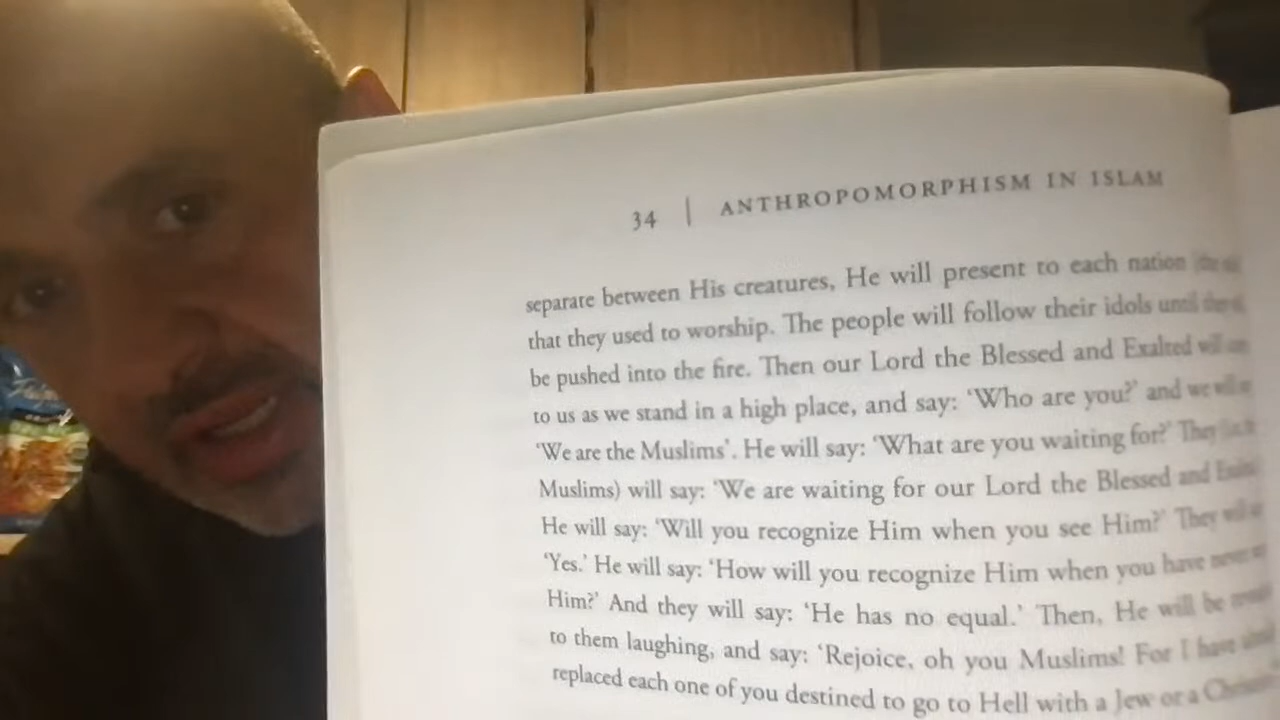 34 | ANTHROPOMORPHISM IN ISLAM
separate between His creatures, He will present to each nation
that they used to worship. The people will follow their idols until
be pushed into the fire. Then our Lord the Blessed and Exalted will
to us as we stand in a high place, and say: ‘Who are you?’ and we will
‘We are the Muslims’. He will say: ‘What are you waiting for?’ They
Muslims) will say: ‘We are waiting for our Lord the Blessed and
He will say: ‘Will you recognize Him when you see Him?’ They
‘Yes.’ He will say: ‘How will you recognize Him when you have never
Him?’ And they will say: ‘He has no equal.’ Then, He will be
to them laughing, and say: ‘Rejoice, oh you Muslims! For I have
replaced each one of you destined to go to Hell with a Jew or a